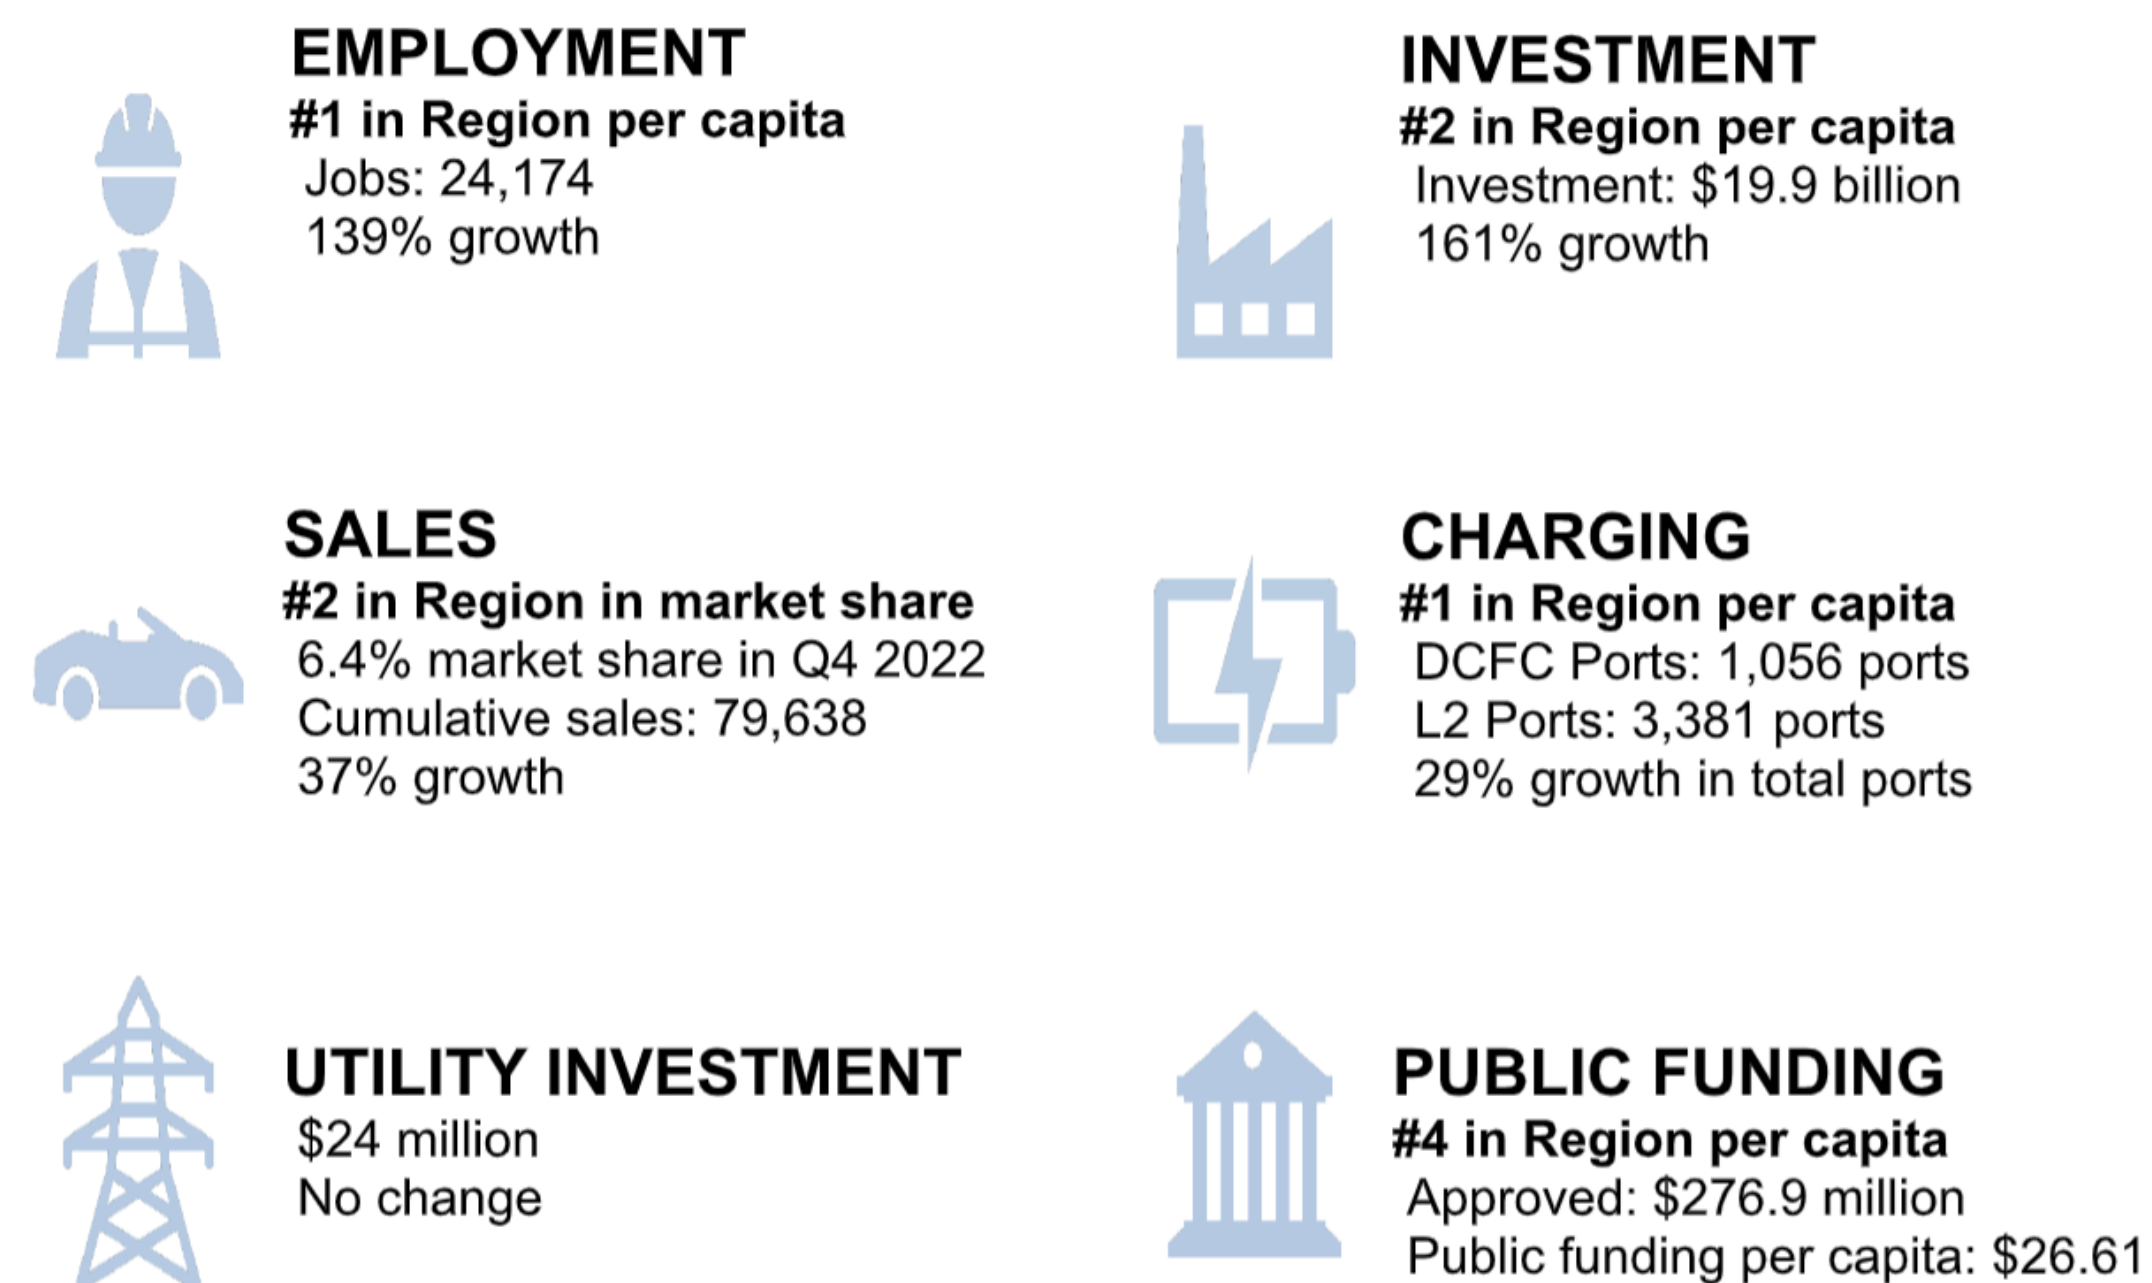 EMPLOYMENT
#1 in Region per capita
Jobs: 24,174
139% growth
INVESTMENT
#2 in Region per capita
Investment: $19.9 billion
161% growth
SALES
#2 in Region in market share
6.4% market share in Q4 2022
Cumulative sales: 79,638
37% growth
CHARGING
#1 in Region per capita
DCFC Ports: 1,056 ports
L2 Ports: 3,381 ports
29% growth in total ports
UTILITY INVESTMENT
$24 million
No change
PUBLIC FUNDING
#4 in Region per capita
Approved: $276.9 million
Public funding per capita: $26.61